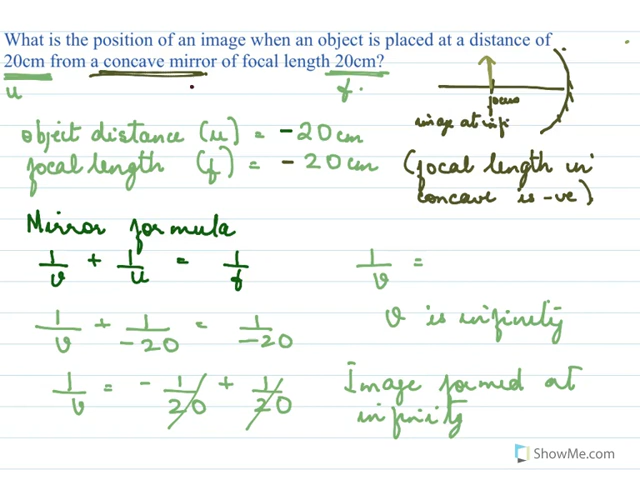 What is the position of an image when an object is placed at a distance of
20cm from a concave mirror of focal length 20cm?
u f
focus
image at infi
object distance (u) = -20cm
focal length (f) = -20cm (focal length in
concave is -ve)
Mirror formula
1/v + 1/u = 1/f
1/v =
1/v + 1/-20 = 1/-20
v is infinity
1/v = - 1/20 + 1/20
Image formed at
infinity
ShowMe.com